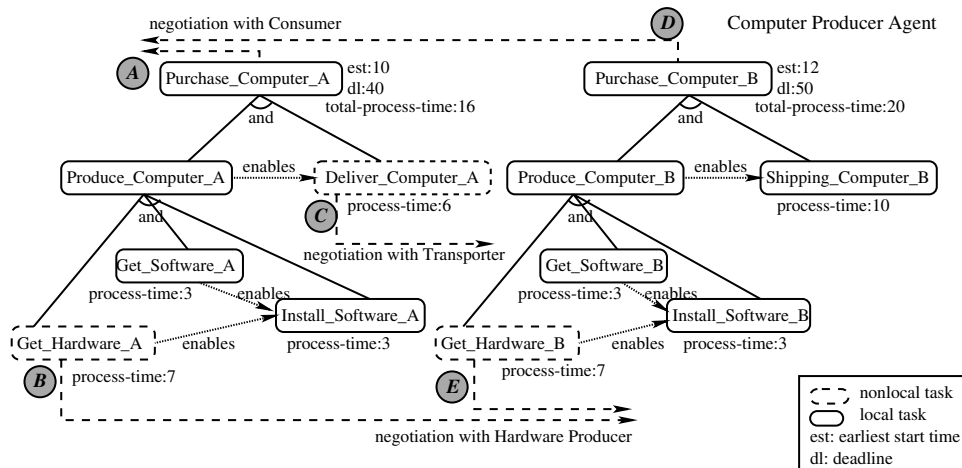 negotiation with Consumer
D
Computer Producer Agent
A
Purchase_Computer_A
est:10
dl:40
total-process-time:16
and
Purchase_Computer_B
est:12
dl:50
total-process-time:20
and
Produce_Computer_A
enables
Deliver_Computer_A
process-time:6
and
C
negotiation with Transporter
Produce_Computer_B
enables
Shipping_Computer_B
process-time:10
and
Get_Software_A
process-time:3
enables
Install_Software_A
process-time:3
Get_Hardware_A
enables
process-time:7
B
Get_Software_B
process-time:3
enables
Install_Software_B
process-time:3
Get_Hardware_B
enables
process-time:7
E
negotiation with Hardware Producer
nonlocal task
local task
est: earliest start time
dl: deadline